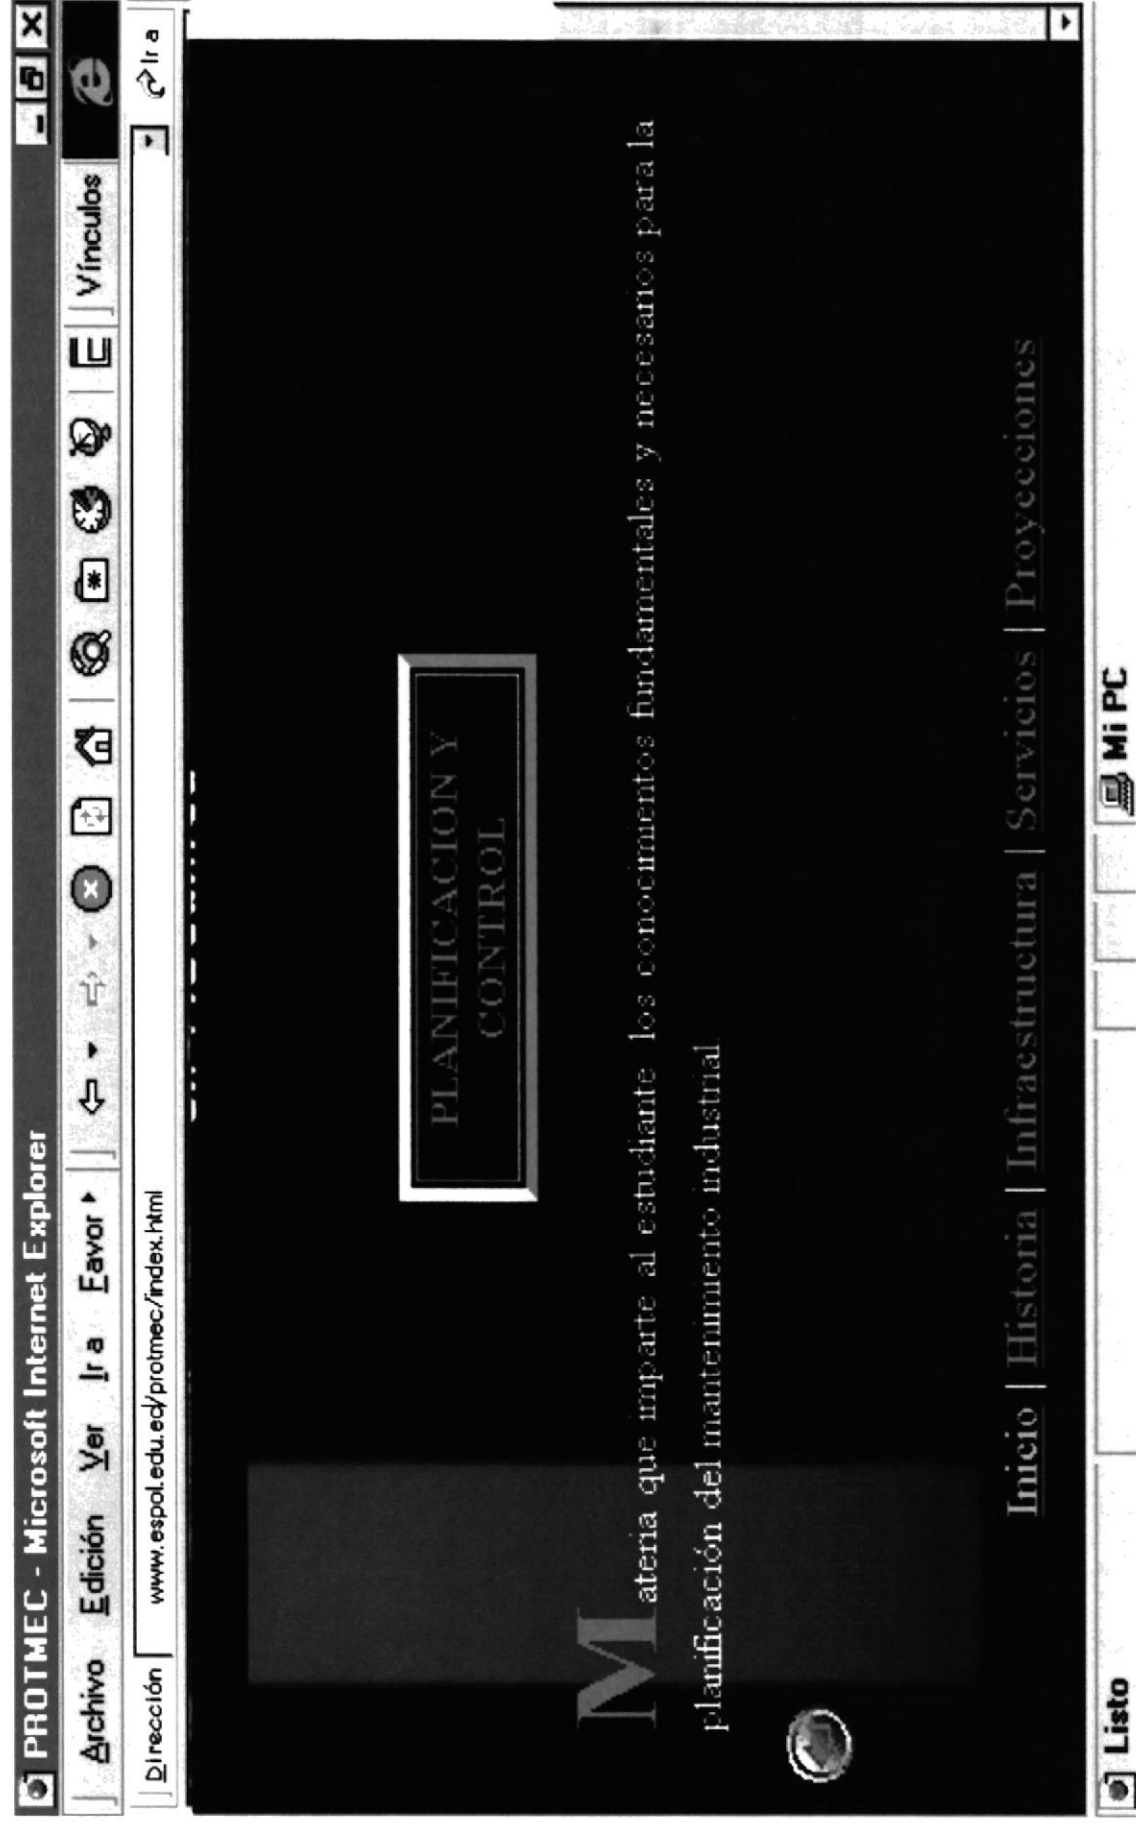 PROTMEC - Microsoft Internet Explorer
Archivo Edición Ver Ir a Favor Vínculos
Dirección www.espol.edu.ed/protmec/index.html Ir a
PLANIFICACION Y
CONTROL
Materia que imparte al estudiante los conocimientos fundamentales y necesarios para la
planificación del mantenimiento industrial
Inicio | Historia | Infraestructura | Servicios | Proyecciones
Listo Mi PC